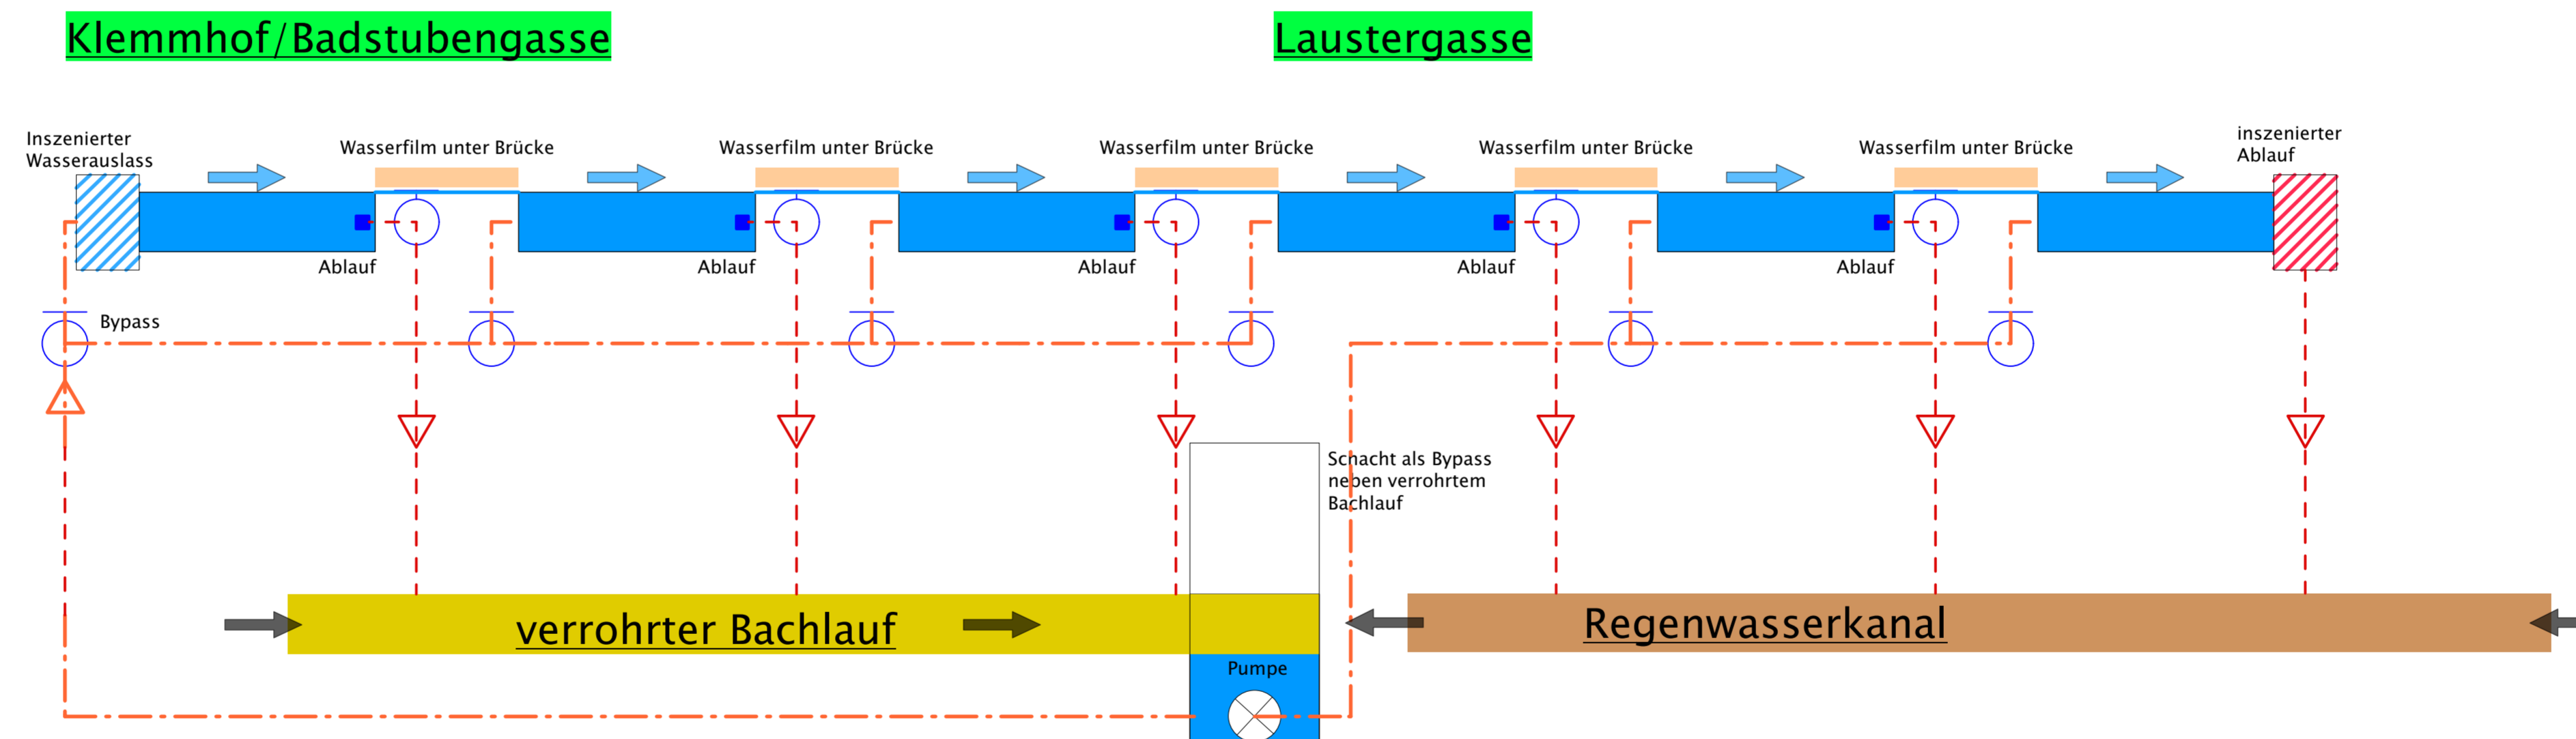 Klemmhof/Badstubengasse
Laustergasse
Inszenierter
Wasserauslass
Wasserfilm unter Brücke
Wasserfilm unter Brücke
Wasserfilm unter Brücke
Wasserfilm unter Brücke
Wasserfilm unter Brücke
inszenierter
Ablauf
Ablauf
Ablauf
Ablauf
Ablauf
Ablauf
Bypass
Schacht als Bypass
neben verrohrtem
Bachlauf
verrohrter Bachlauf
Regenwasserkanal
Pumpe